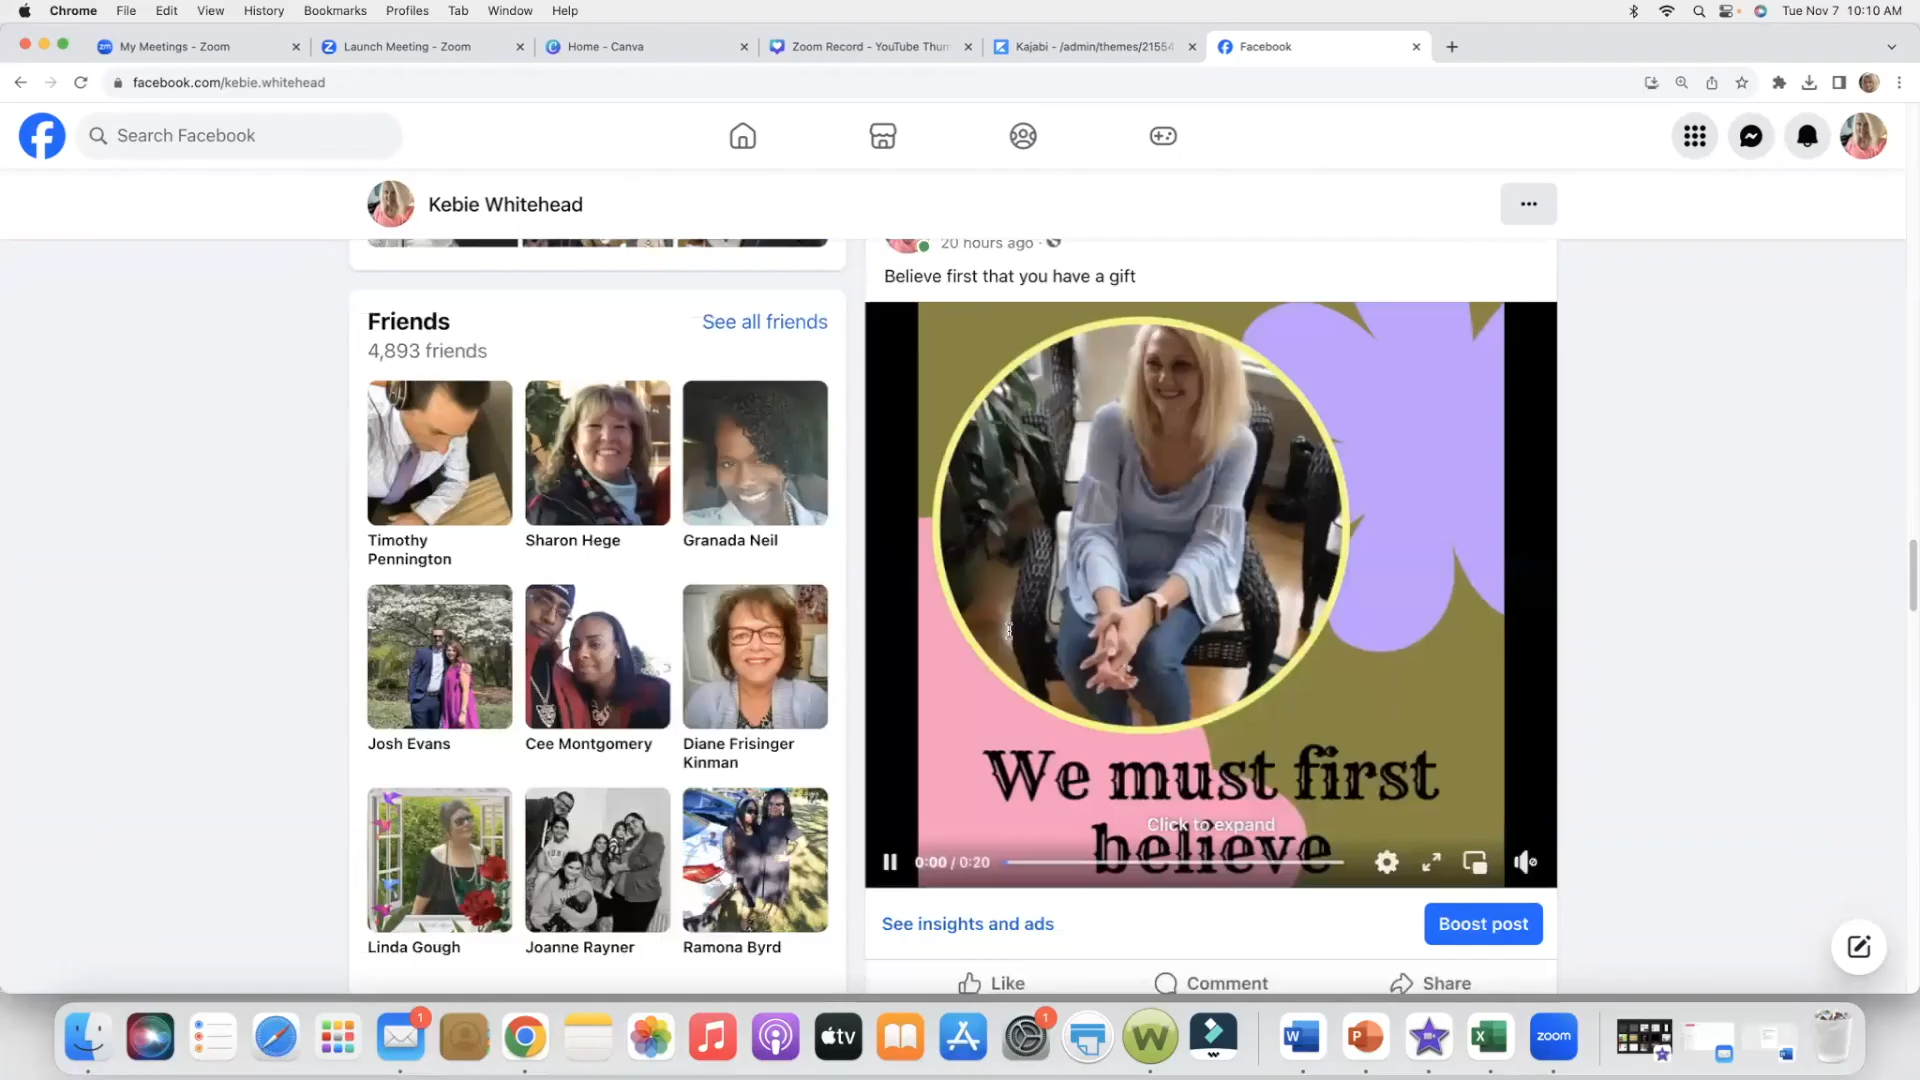 Chrome File Edit View History Bookmarks Profiles Tab Window Help
Tue Nov 7 10:10 AM
My Meetings - Zoom
Launch Meeting - Zoom
Home - Canva
Zoom Record - YouTube Thum
Kajabi - /admin/themes/21554
Facebook
facebook.com/kebie.whitehead
Search Facebook
Kebie Whitehead
20 hours ago ·
Believe first that you have a gift
Friends
See all friends
4,893 friends
Timothy
Pennington
Sharon Hege
Granada Neil
Josh Evans
Cee Montgomery
Diane Frisinger
Kinman
Linda Gough
Joanne Rayner
Ramona Byrd
We must first
believe
Click to expand
0:00 / 0:20
See insights and ads
Boost post
Like
Comment
Share
1
tv
1
W
W
P
X
zoom